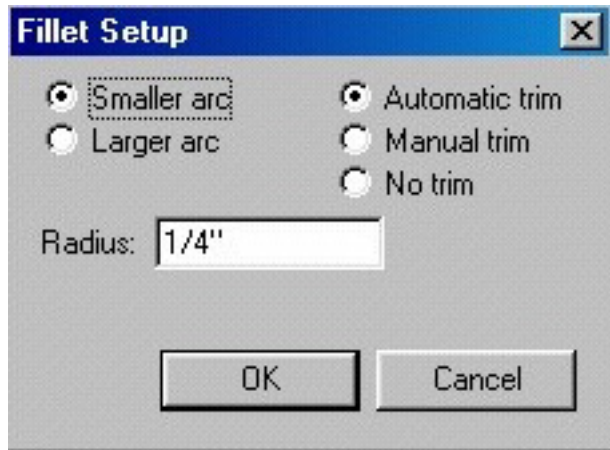 Fillet Setup
Smaller arc
Automatic trim
Larger arc
Manual trim
No trim
Radius: 1/4"
OK
Cancel